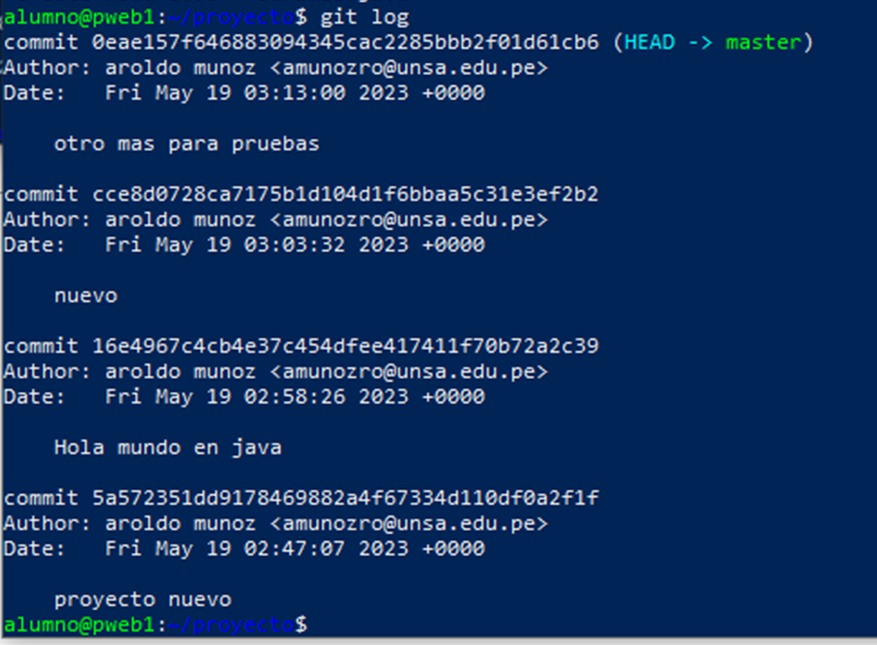 alumno@pweb1:~/proyecto$ git log
commit 0eae157f646883094345cac2285bbb2f01d61cb6 (HEAD -> master)
Author: aroldo munoz <amunozro@unsa.edu.pe>
Date:   Fri May 19 03:13:00 2023 +0000
    otro mas para pruebas
commit cce8d0728ca7175b1d104d1f6bbaa5c31e3ef2b2
Author: aroldo munoz <amunozro@unsa.edu.pe>
Date:   Fri May 19 03:03:32 2023 +0000
    nuevo
commit 16e4967c4cb4e37c454dfee417411f70b72a2c39
Author: aroldo munoz <amunozro@unsa.edu.pe>
Date:   Fri May 19 02:58:26 2023 +0000
    Hola mundo en java
commit 5a572351dd9178469882a4f67334d110df0a2f1f
Author: aroldo munoz <amunozro@unsa.edu.pe>
Date:   Fri May 19 02:47:07 2023 +0000
    proyecto nuevo
alumno@pweb1:~/proyecto$